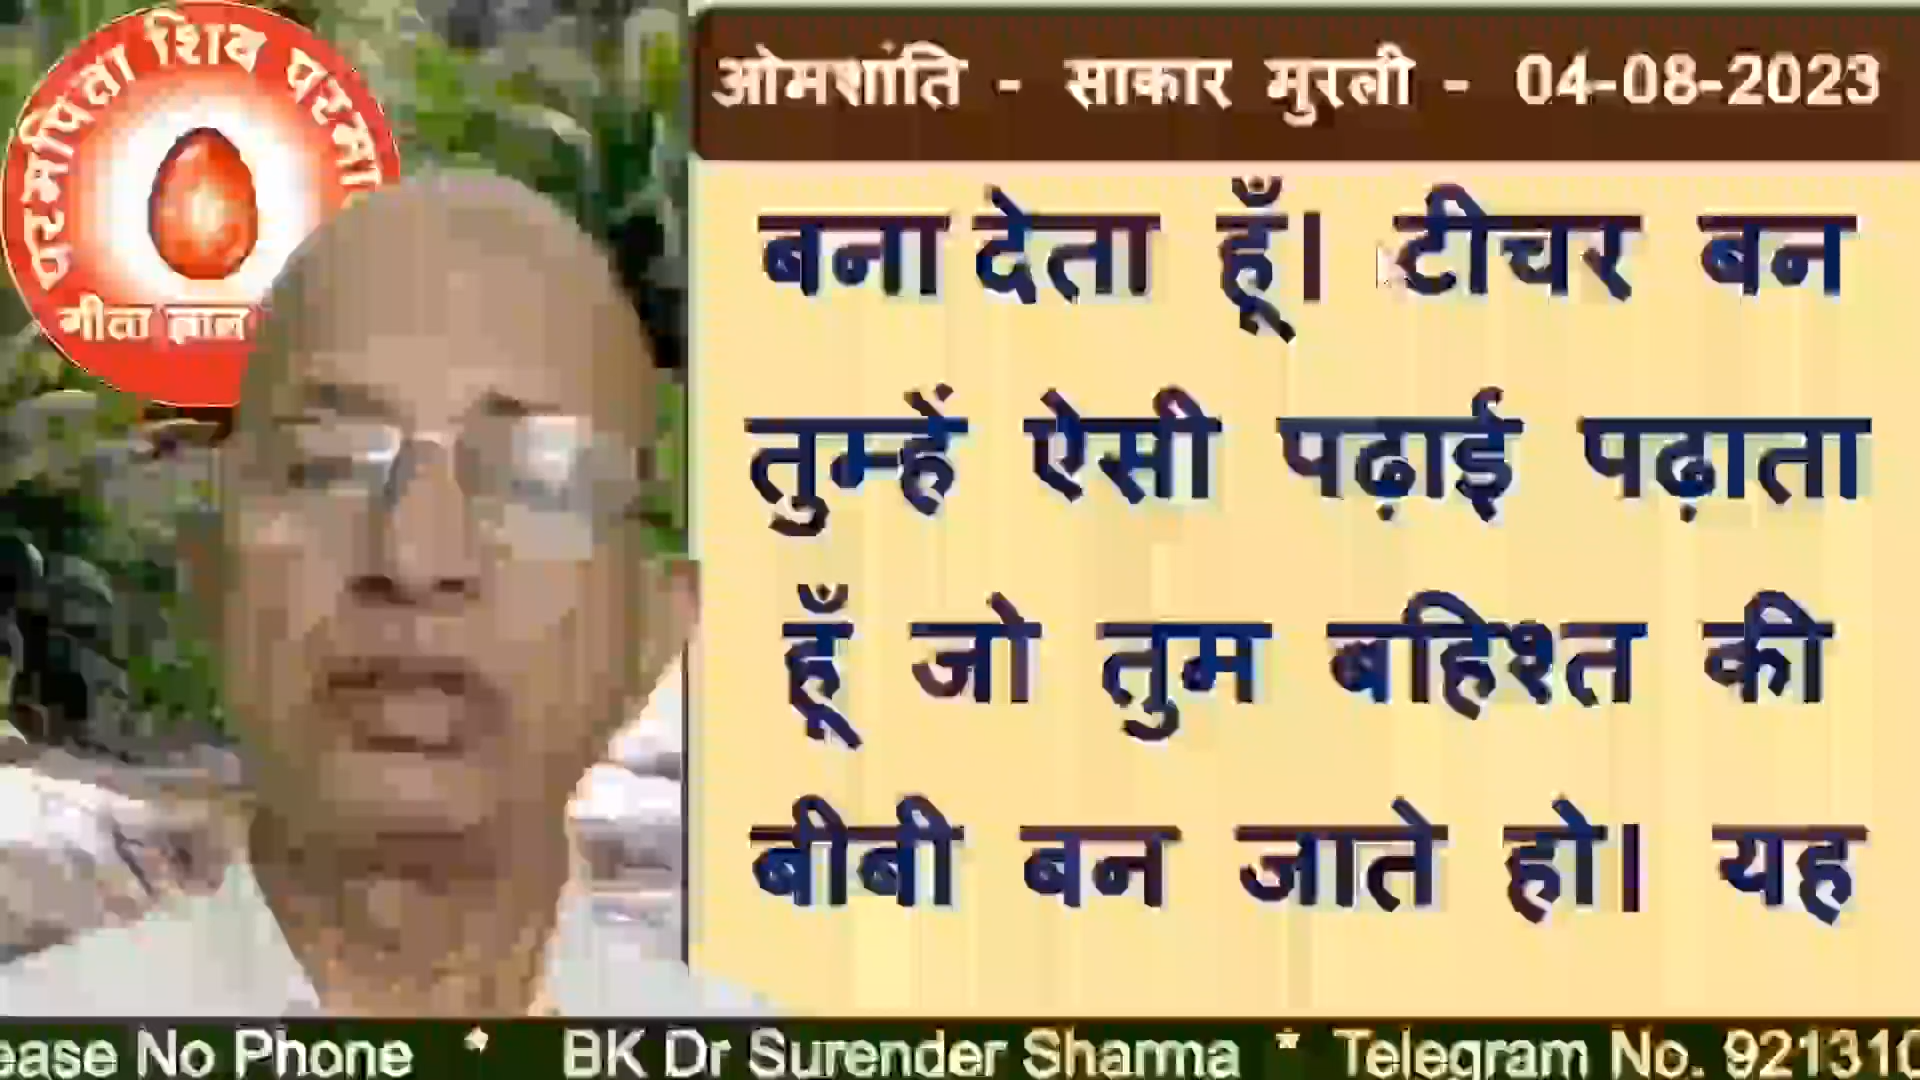 परमपिता शिव परमा
गीता ज्ञान
ओमशांति - साकार मुरली - 04-08-2023
बना देता हूँ। टीचर बन
तुम्हें ऐसी पढ़ाई पढ़ाता
हूँ जो तुम बहिश्त की
बीबी बन जाते हो। यह
ease No Phone * BK Dr Surender Sharma * Telegram No. 921310